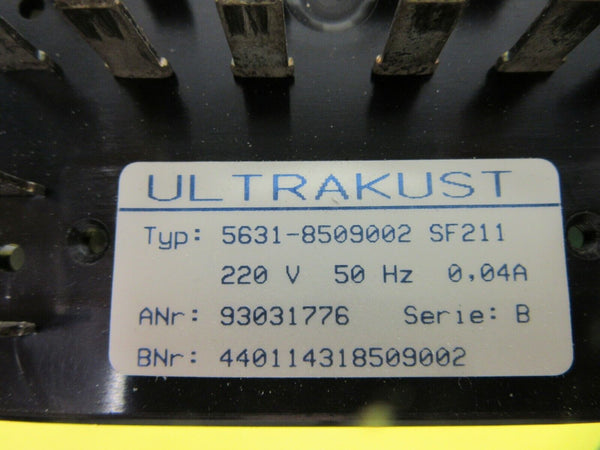 ULTRAKUST
Typ: 5631-8509002 SF211
220 V 50 Hz 0,04A
ANr: 93031776 Serie: B
BNr: 440114318509002